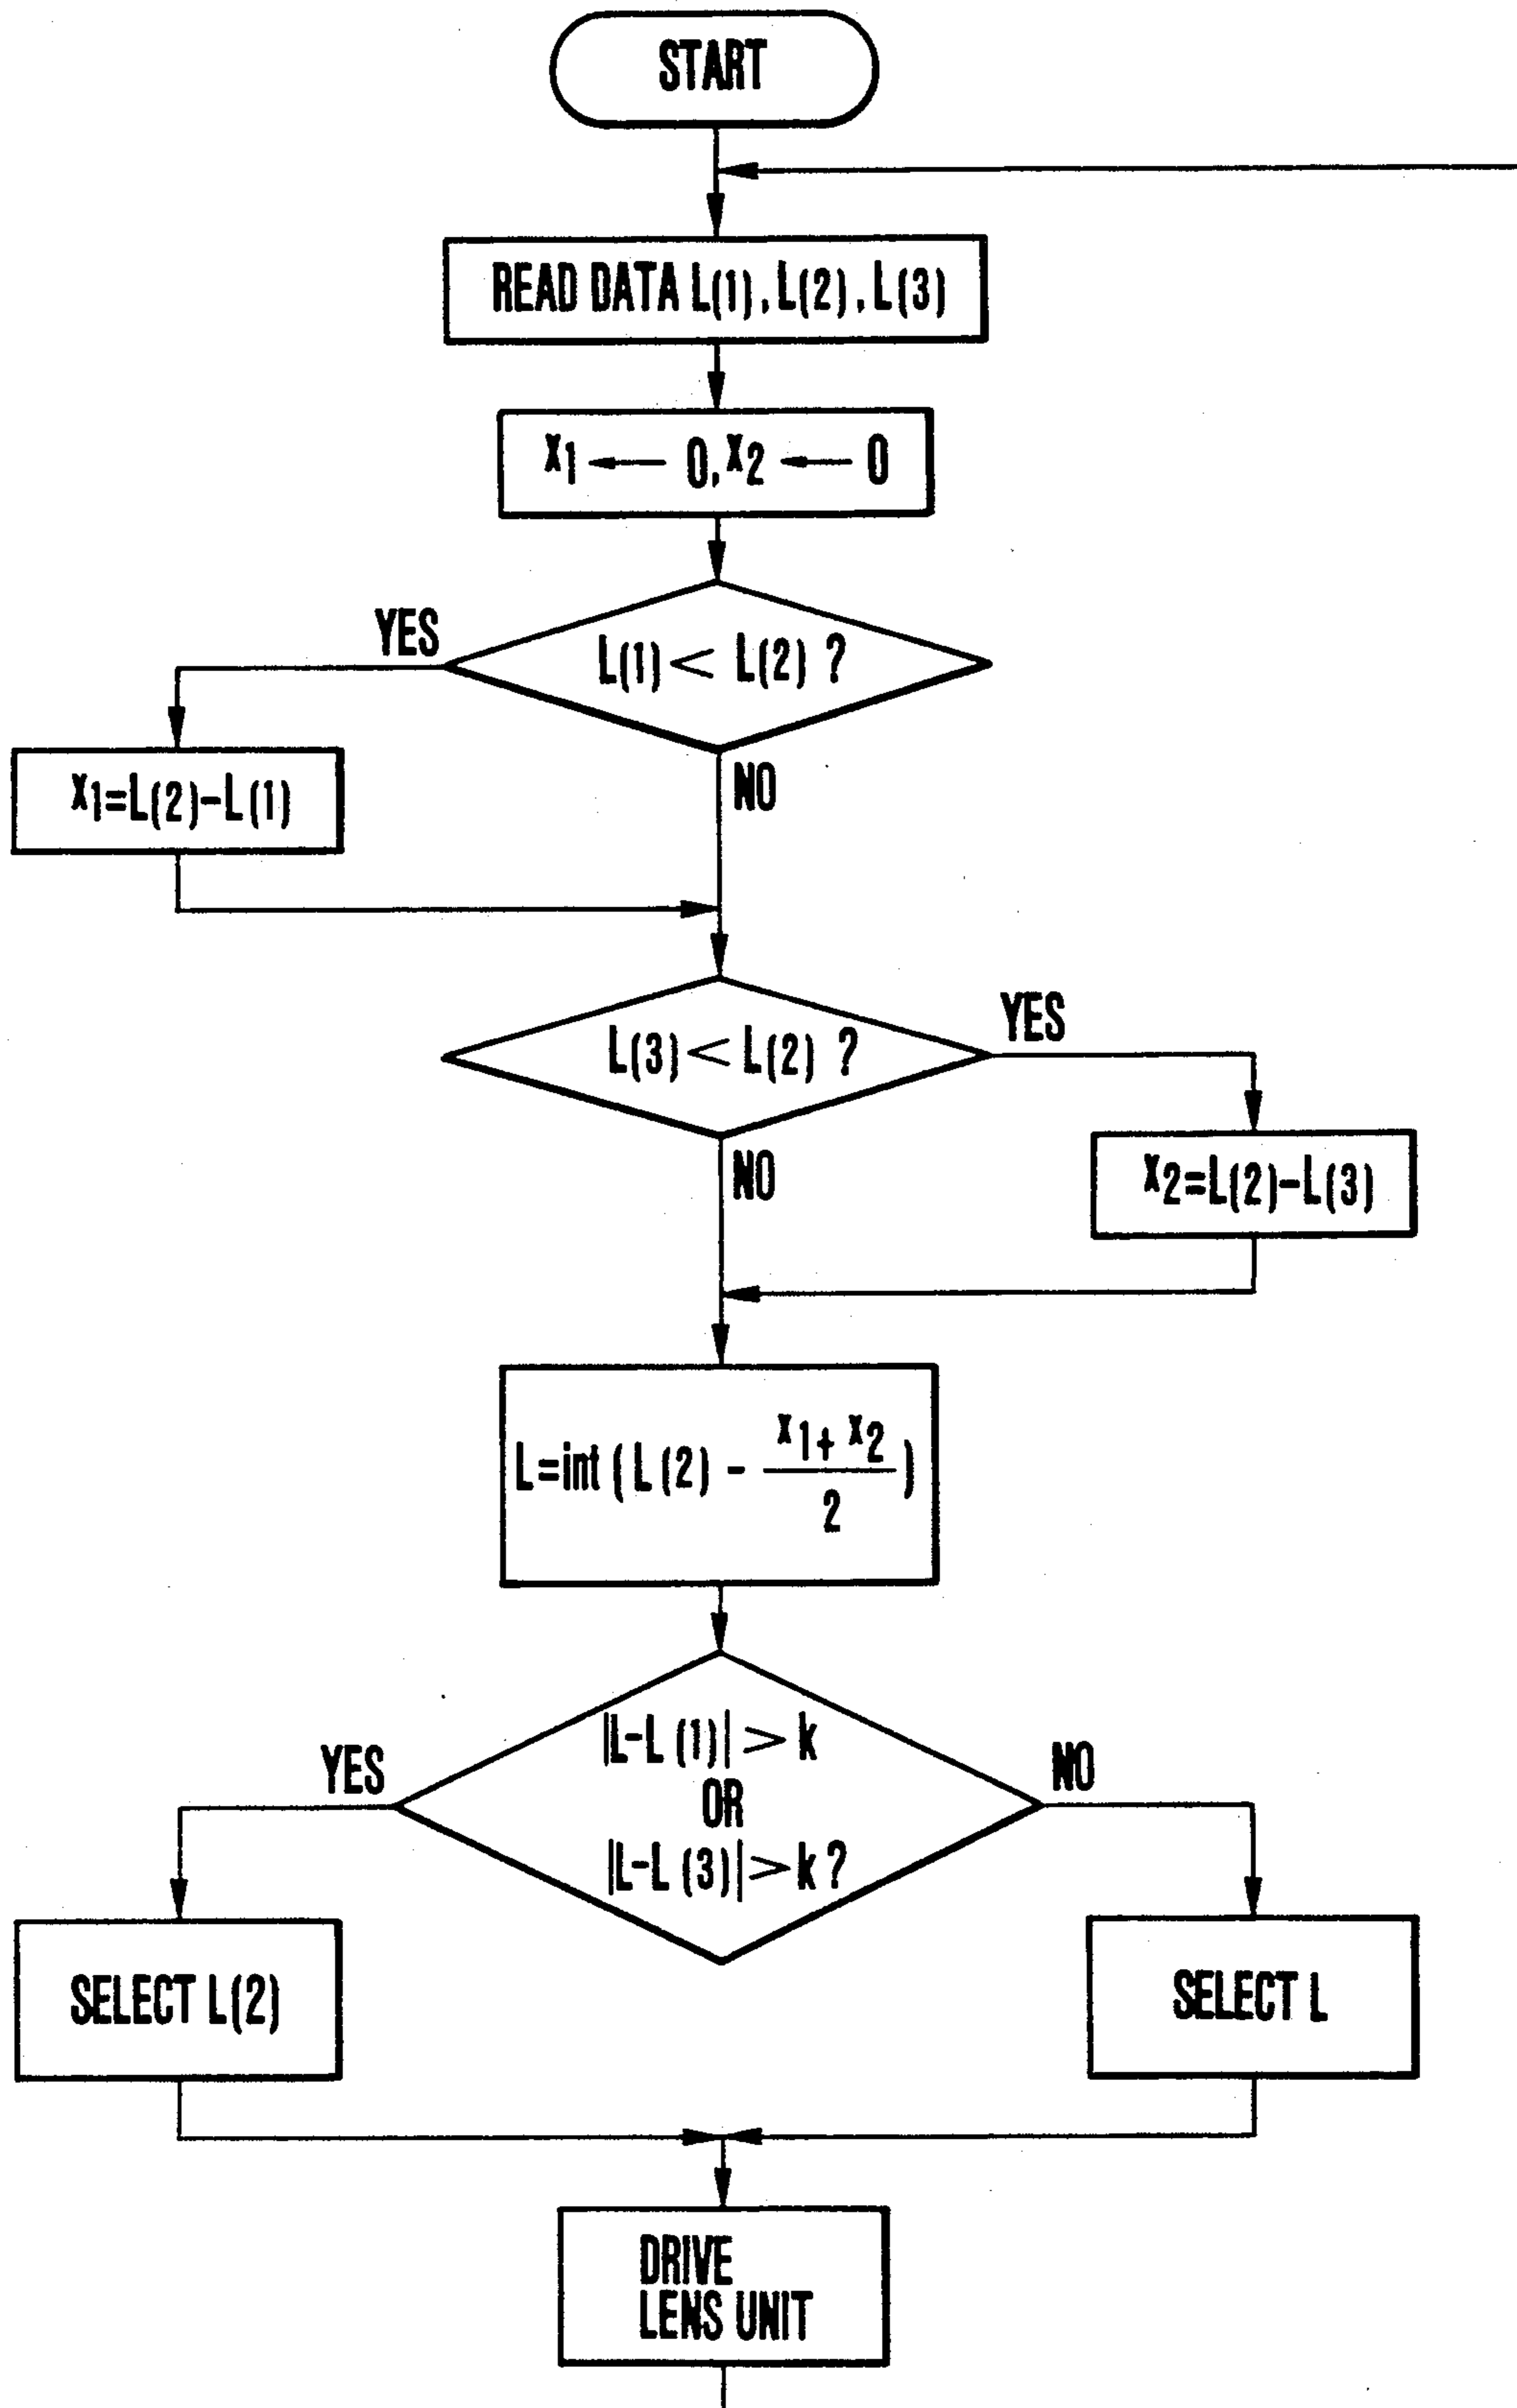 START
READ DATA L(1), L(2), L(3)
x1 ← 0, x2 ← 0
L(1) < L(2) ?
YES
NO
x1=L(2)-L(1)
L(3) < L(2) ?
YES
NO
x2=L(2)-L(3)
L=int(L(2) - (x1+x2)/2)
|L-L(1)| > k
OR
|L-L(3)| > k ?
YES
NO
SELECT L(2)
SELECT L
DRIVE
LENS UNIT